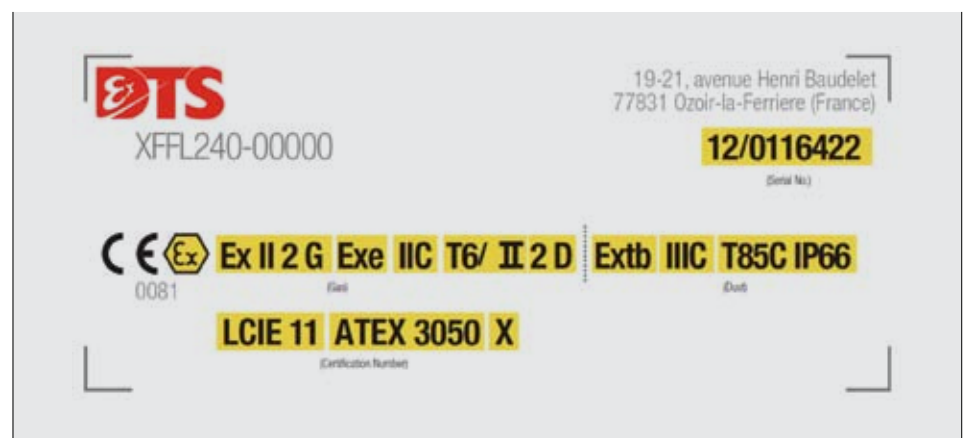 Ex DTS
19-21, avenue Henri Baudelet
77831 Ozoir-la-Ferriere (France)
XFFL240-00000
12/0116422
(Serial No.)
CE Ex Ex II 2 G Exe IIC T6/ II 2 D Extb IIIC T85C IP66
0081
(Gas)
(Dust)
LCIE 11 ATEX 3050 X
(Certification Number)